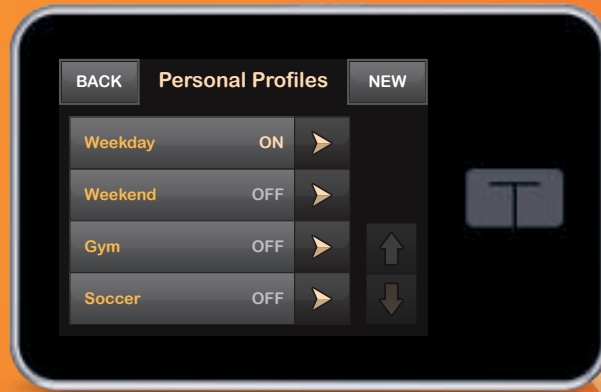 BACK Personal Profiles NEW
Weekday ON
Weekend OFF
Gym OFF
Soccer OFF